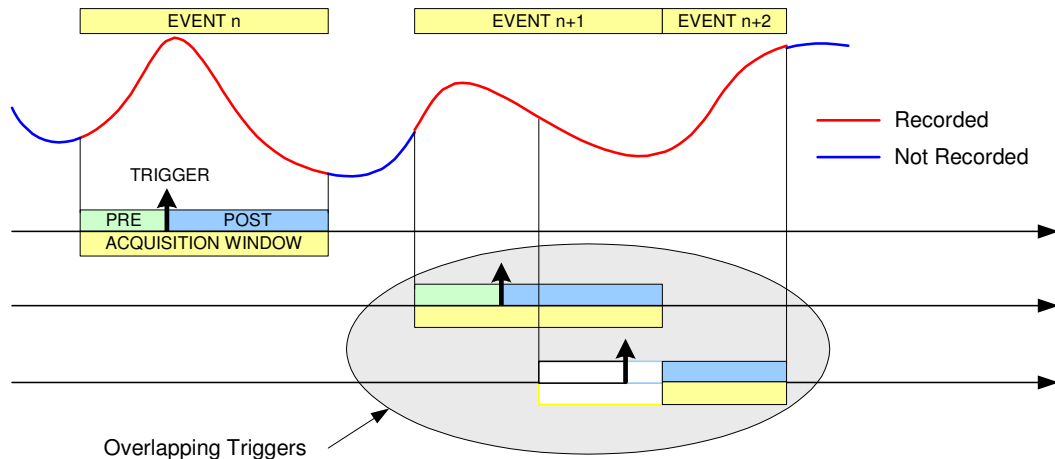 EVENT n
EVENT n+1
EVENT n+2
Recorded
Not Recorded
TRIGGER
PRE
POST
ACQUISITION WINDOW
Overlapping Triggers